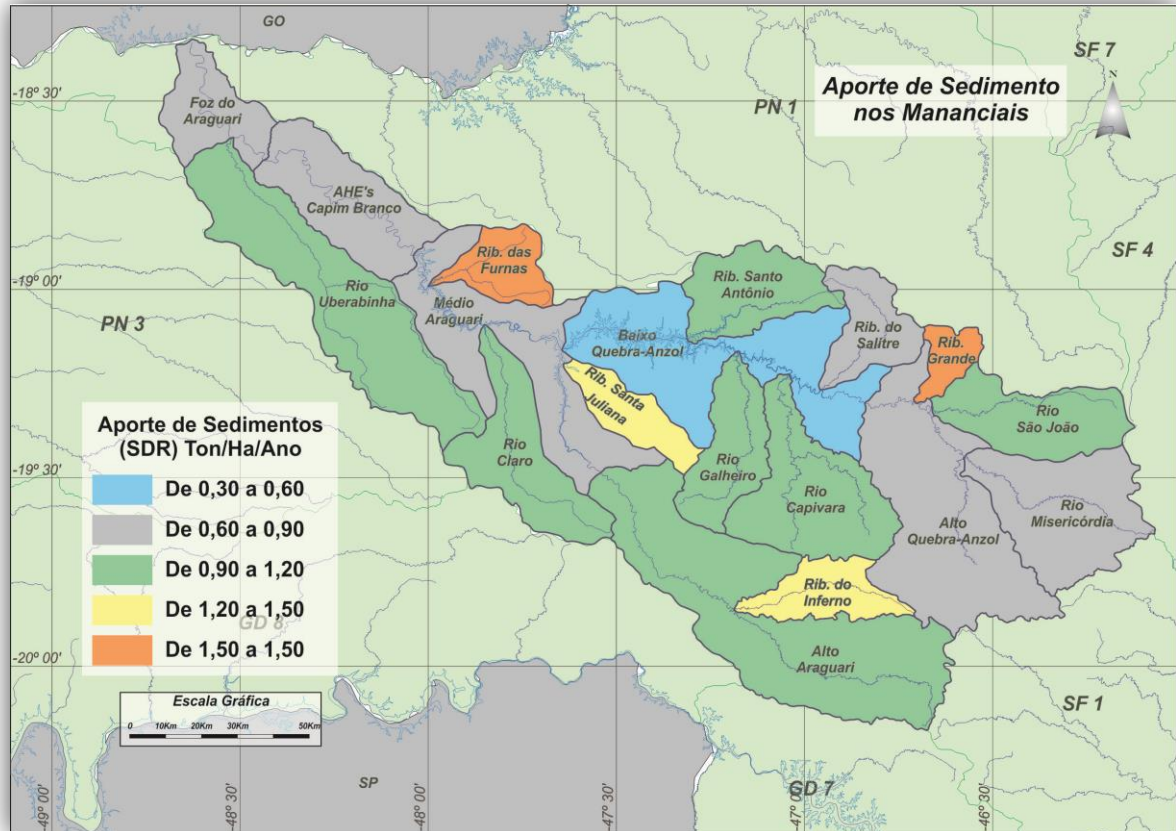 GO
SF 7
Aporte de Sedimento
nos Mananciais
N
PN 1
-18º 30'
Foz do
Araguari
AHE's
Capim Branco
SF 4
Rib. das
Furnas
-19º 00'
Rib. Santo
Antônio
Rio
Uberabinha
Médio
Araguari
PN 3
Baixo
Quebra-Anzol
Rib. do
Salitre
Rib.
Grande
Rib. Santa
Juliana
Rio
São João
Aporte de Sedimentos
(SDR) Ton/Ha/Ano
De 0,30 a 0,60
De 0,60 a 0,90
De 0,90 a 1,20
De 1,20 a 1,50
De 1,50 a 1,50
-19º 30'
Rio
Claro
Rio
Galheiro
Rio
Capivara
Alto
Quebra-Anzol
Rio
Misericórdia
Rib. do
Inferno
GD 8
-20º 00'
Alto
Araguari
SF 1
Escala Gráfica
0 10Km 20Km 30Km 50Km
SP
GD 7
-49º 00'
-48º 30'
-48º 00'
-47º 30'
-47º 00'
-46º 30'